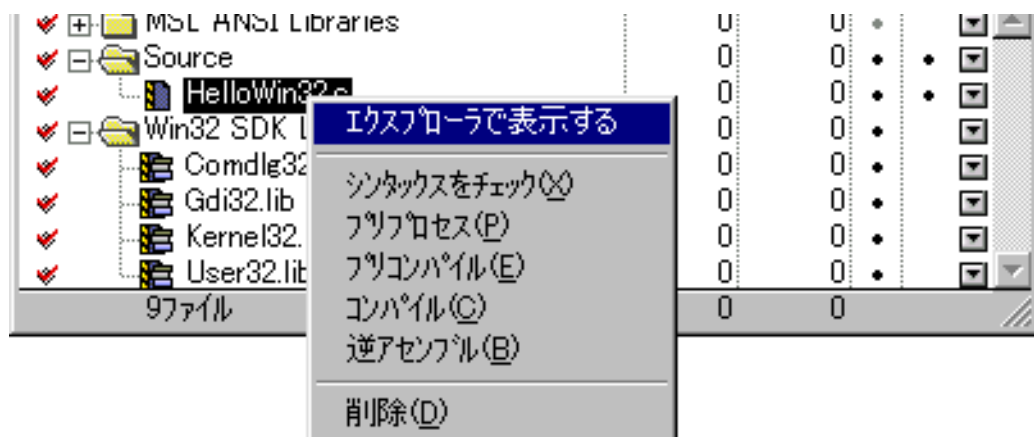 MSL ANSI Libraries 0 0
Source 0 0
HelloWin32.c 0 0
Win32 SDK L 0 0
Comdlg32 0 0
Gdi32.lib 0 0
Kernel32. 0 0
User32.lib 0 0
9ファイル 0 0
エクスプローラで表示する
シンタックスをチェック(X)
プリプロセス(P)
プリコンパイル(E)
コンパイル(C)
逆アセンブル(B)
削除(D)